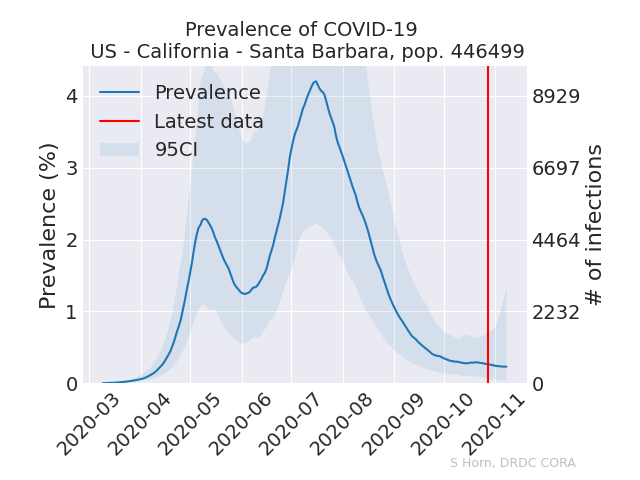 Prevalence of COVID-19
US - California - Santa Barbara, pop. 446499
Prevalence
Latest data
95CI
Prevalence (%)
4
3
2
1
0
8929
6697
4464
2232
0
# of infections
2020-03
2020-04
2020-05
2020-06
2020-07
2020-08
2020-09
2020-10
2020-11
S Horn, DRDC CORA